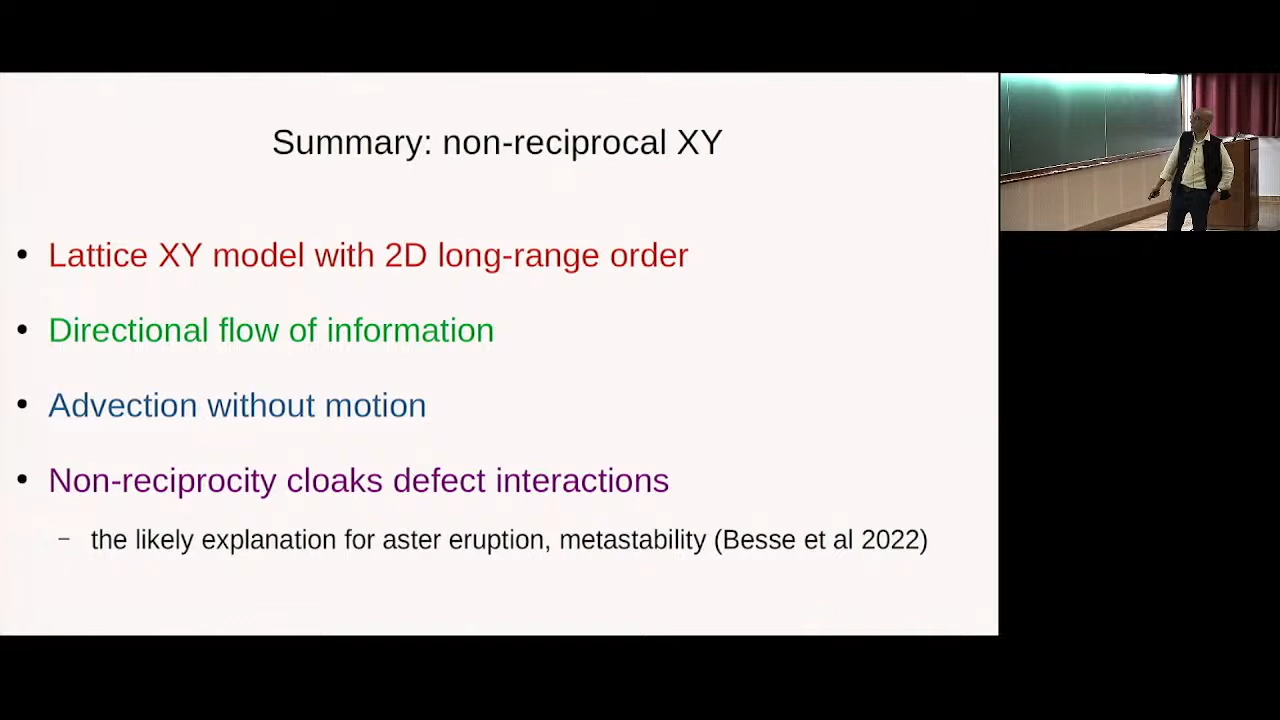 Summary: non-reciprocal XY
• Lattice XY model with 2D long-range order
• Directional flow of information
• Advection without motion
• Non-reciprocity cloaks defect interactions
– the likely explanation for aster eruption, metastability (Besse et al 2022)